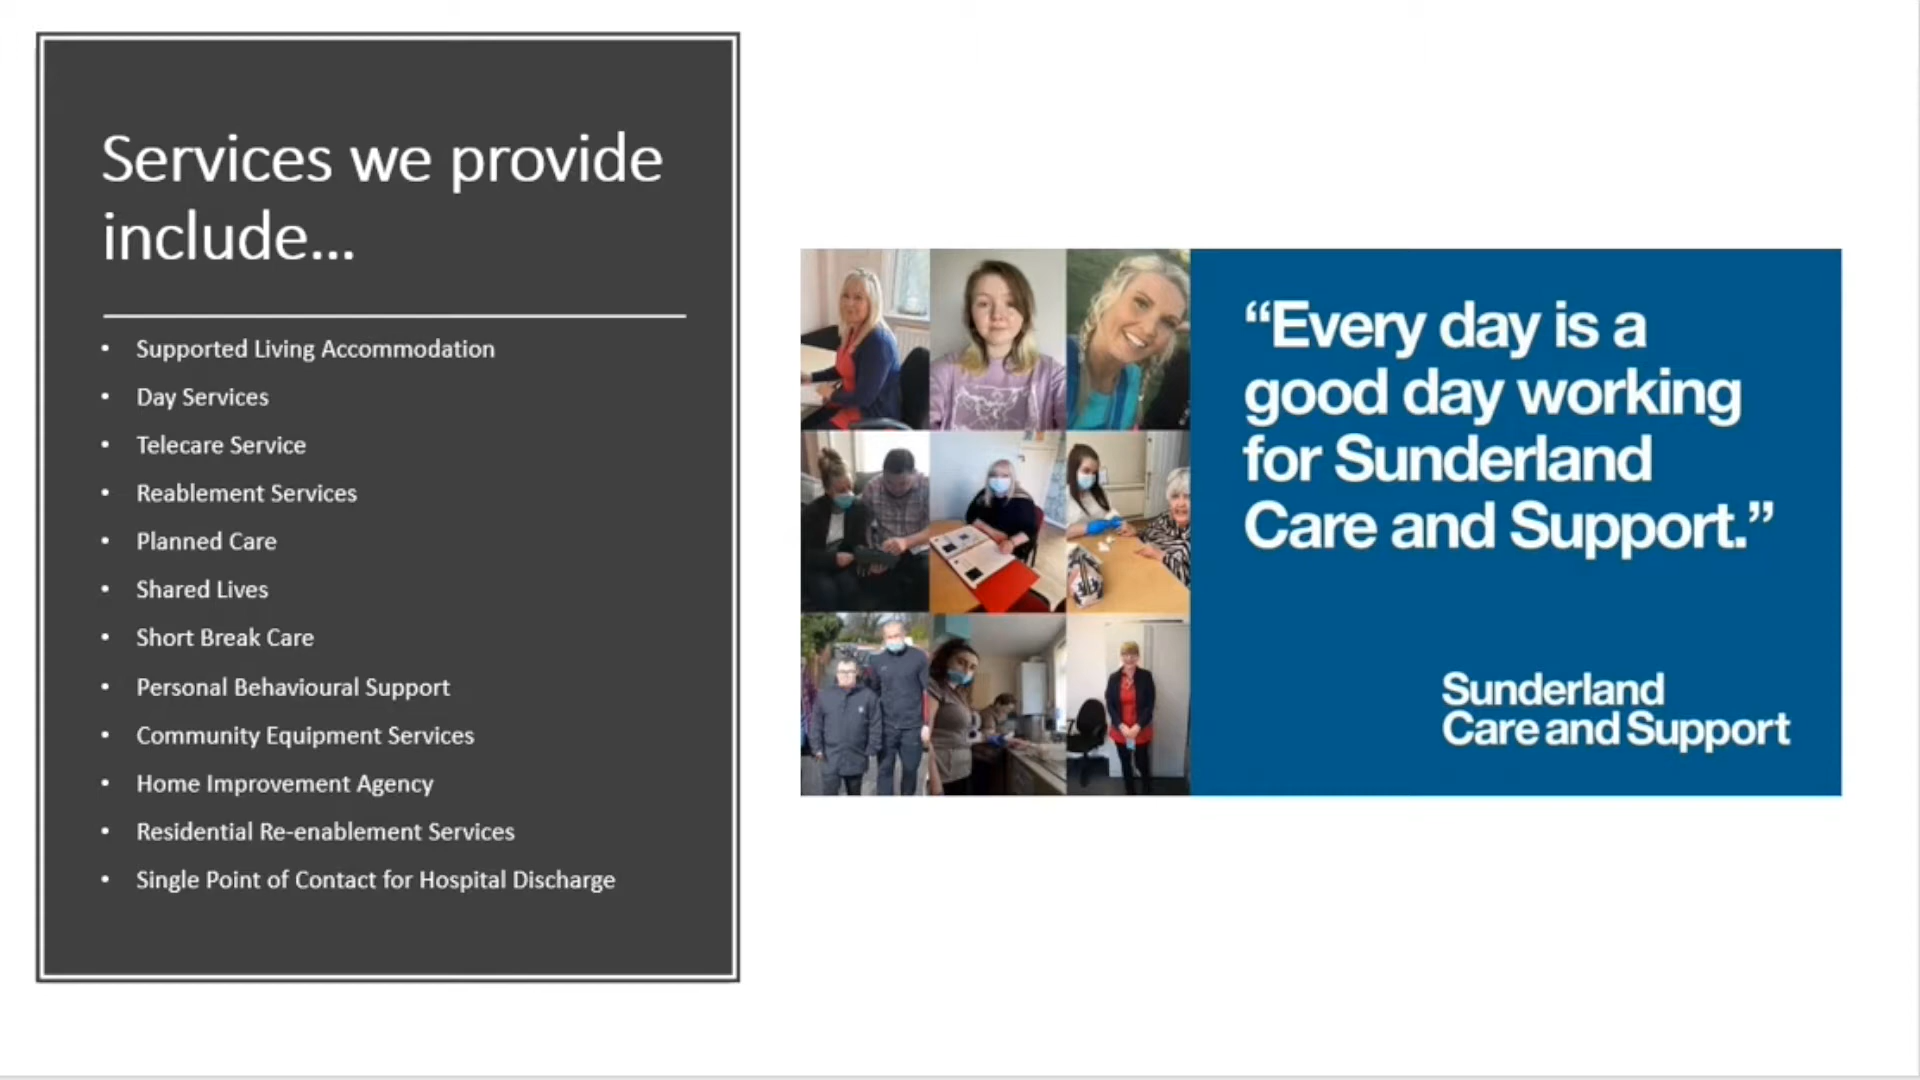 Services we provide
include...
• Supported Living Accommodation
• Day Services
• Telecare Service
• Reablement Services
• Planned Care
• Shared Lives
• Short Break Care
• Personal Behavioural Support
• Community Equipment Services
• Home Improvement Agency
• Residential Re-enablement Services
• Single Point of Contact for Hospital Discharge
“Every day is a
good day working
for Sunderland
Care and Support.”
Sunderland
Care and Support